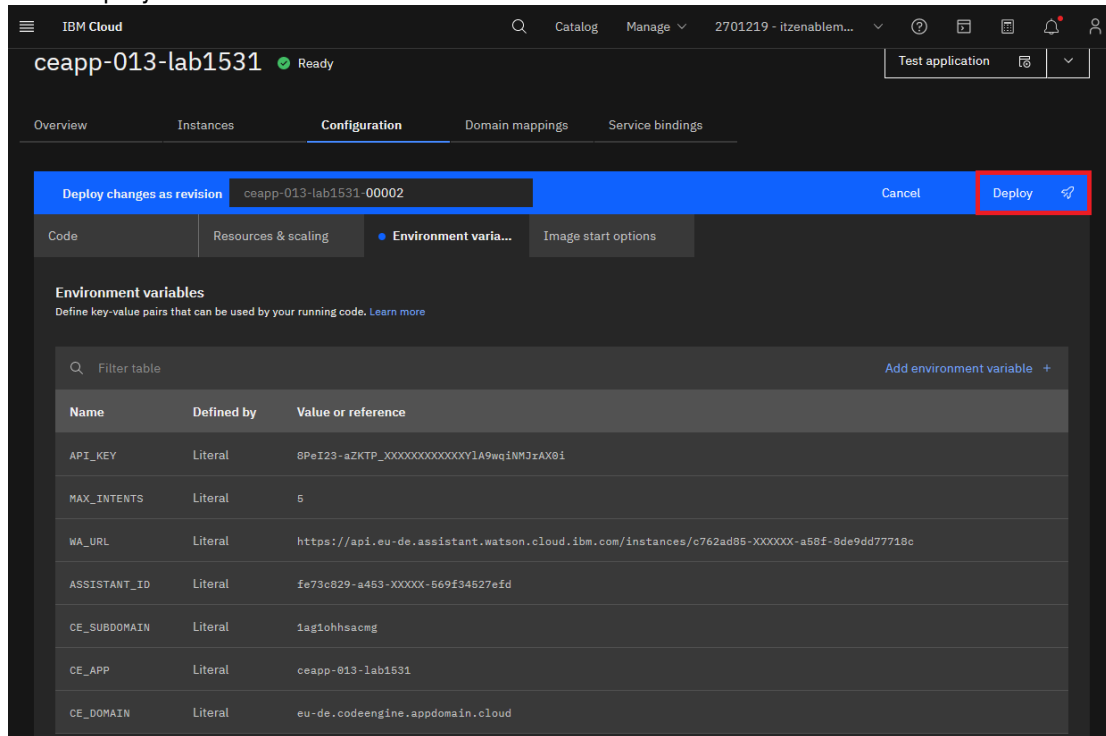 IBM Cloud Catalog Manage 2701219 - itzenablem...
ceapp-013-lab1531 Ready Test application
Overview Instances Configuration Domain mappings Service bindings
Deploy changes as revision ceapp-013-lab1531-00002 Cancel Deploy
Code Resources & scaling Environment varia... Image start options
Environment variables
Define key-value pairs that can be used by your running code. Learn more
Filter table Add environment variable +
Name Defined by Value or reference
API_KEY Literal 8PeI23-aZKTP_XXXXXXXXXXXXYlA9wqiNMJrAX0i
MAX_INTENTS Literal 5
WA_URL Literal https://api.eu-de.assistant.watson.cloud.ibm.com/instances/c762ad85-XXXXXX-a58f-8de9dd77718c
ASSISTANT_ID Literal fe73c829-a453-XXXXX-569f34527efd
CE_SUBDOMAIN Literal 1ag1ohhsacmg
CE_APP Literal ceapp-013-lab1531
CE_DOMAIN Literal eu-de.codeengine.appdomain.cloud